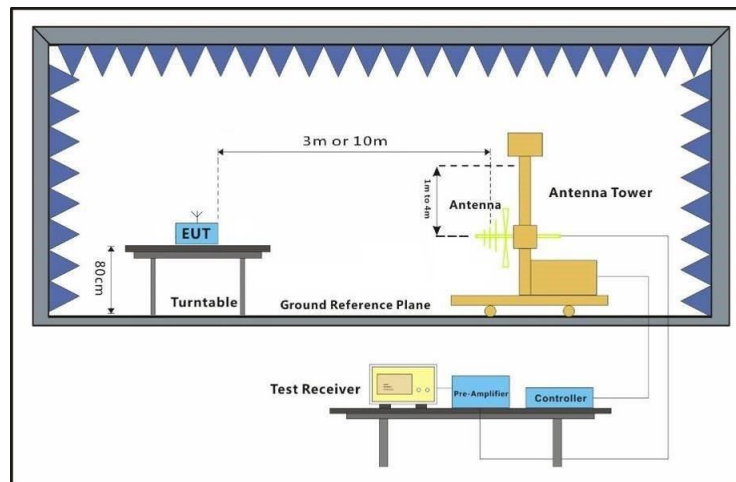 3m or 10m
1m to 4m
Antenna
Antenna Tower
EUT
80cm
Turntable
Ground Reference Plane
Test Receiver
Pre-Amplifier
Controller